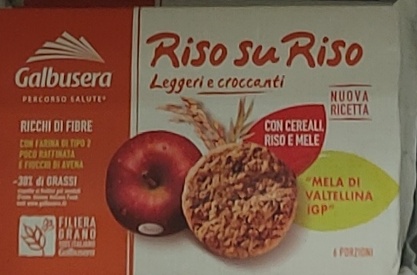 Galbusera
PERCORSO SALUTE®
RICCHI DI FIBRE
CON FARINA DI TIPO 2
POCO RAFFINATA
E FIOCCHI DI AVENA
-30% DI GRASSI
FILIERA
GRANO
100% ITALIANO
Galbusera
Riso su Riso
Leggeri e croccanti
NUOVA
RICETTA
CON CEREALI,
RISO E MELE
"MELA DI
VALTELLINA
IGP"
6 PORZIONI